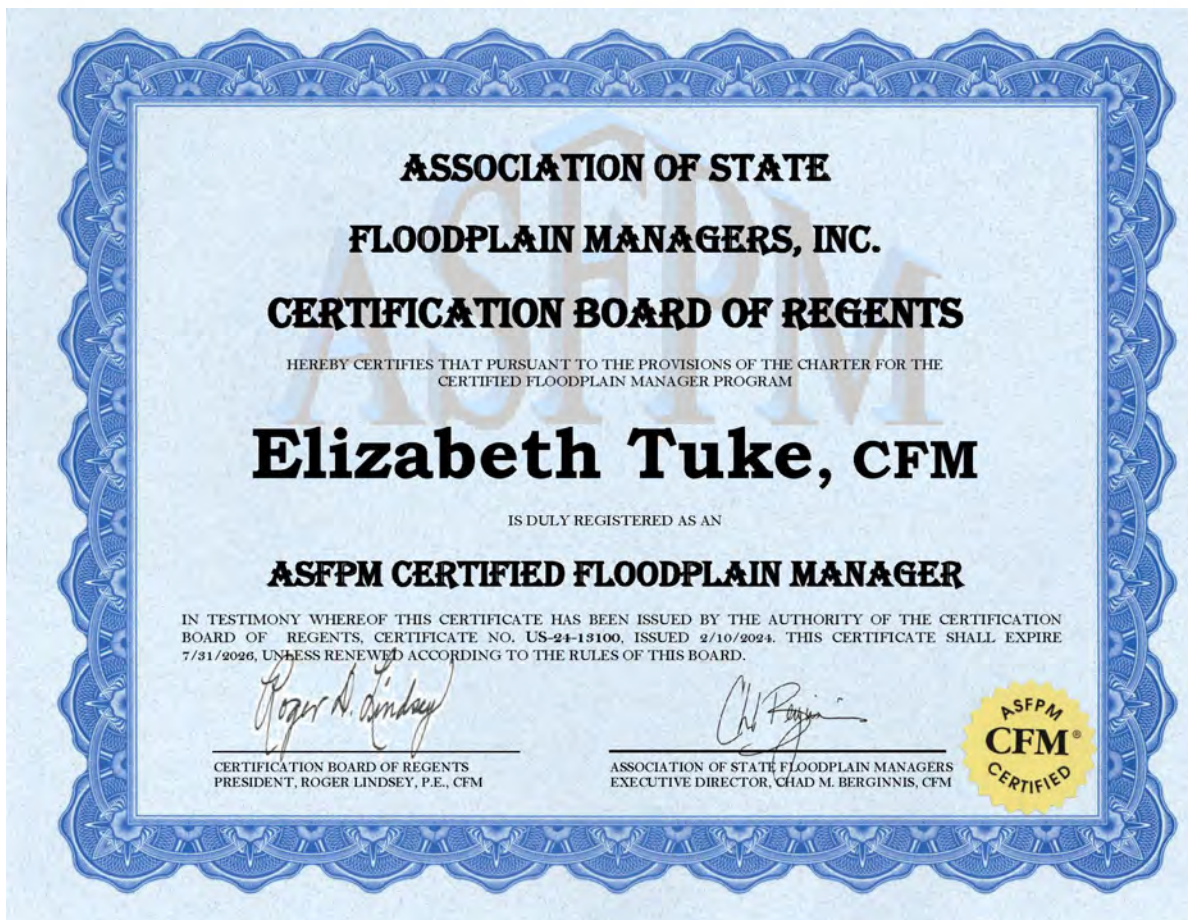 ASSOCIATION OF STATE
FLOODPLAIN MANAGERS, INC.
CERTIFICATION BOARD OF REGENTS
HEREBY CERTIFIES THAT PURSUANT TO THE PROVISIONS OF THE CHARTER FOR THE
CERTIFIED FLOODPLAIN MANAGER PROGRAM
Elizabeth Tuke, CFM
IS DULY REGISTERED AS AN
ASFPM CERTIFIED FLOODPLAIN MANAGER
IN TESTIMONY WHEREOF THIS CERTIFICATE HAS BEEN ISSUED BY THE AUTHORITY OF THE CERTIFICATION
BOARD OF REGENTS, CERTIFICATE NO. US-24-13100, ISSUED 2/10/2024. THIS CERTIFICATE SHALL EXPIRE
7/31/2026, UNLESS RENEWED ACCORDING TO THE RULES OF THIS BOARD.
Roger D. Lindsey
CERTIFICATION BOARD OF REGENTS
PRESIDENT, ROGER LINDSEY, P.E., CFM
ASSOCIATION OF STATE FLOODPLAIN MANAGERS
EXECUTIVE DIRECTOR, CHAD M. BERGINNIS, CFM
ASFPM
CFM®
CERTIFIED
ASFPM